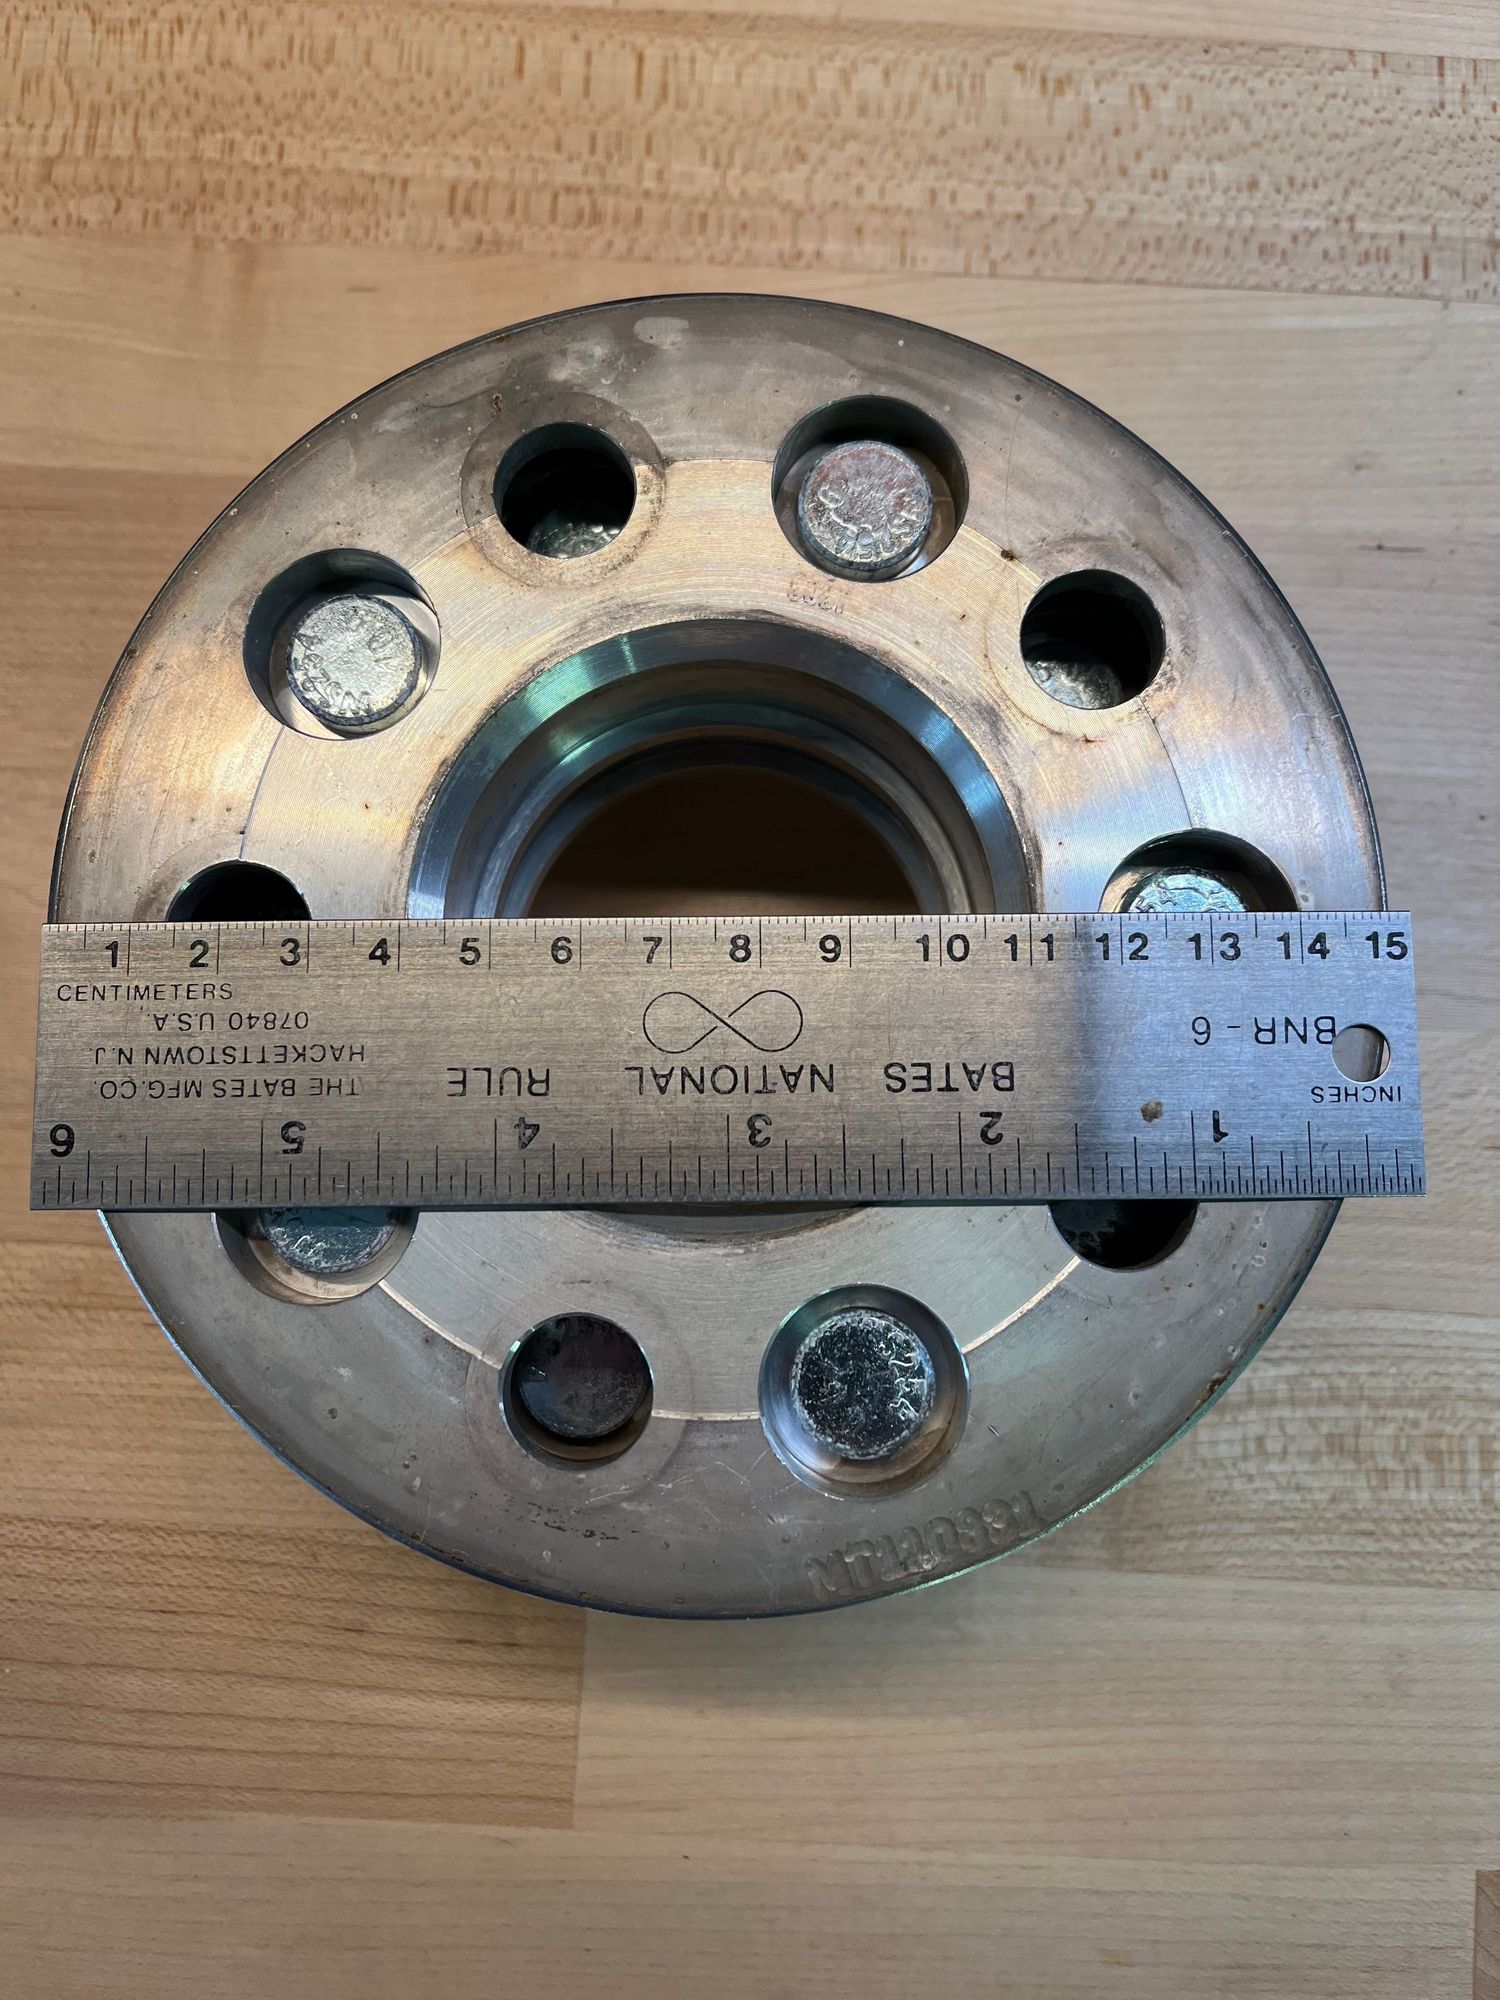 1 2 3 4 5 6 7 8 9 10 11 12 13 14 15
CENTIMETERS
BNR-6
INCHES
BATES NATIONAL RULE
THE BATES MFG.CO.
HACKETTSTOWN N.J.
07840 U.S.A.
1 2 3 4 5 6